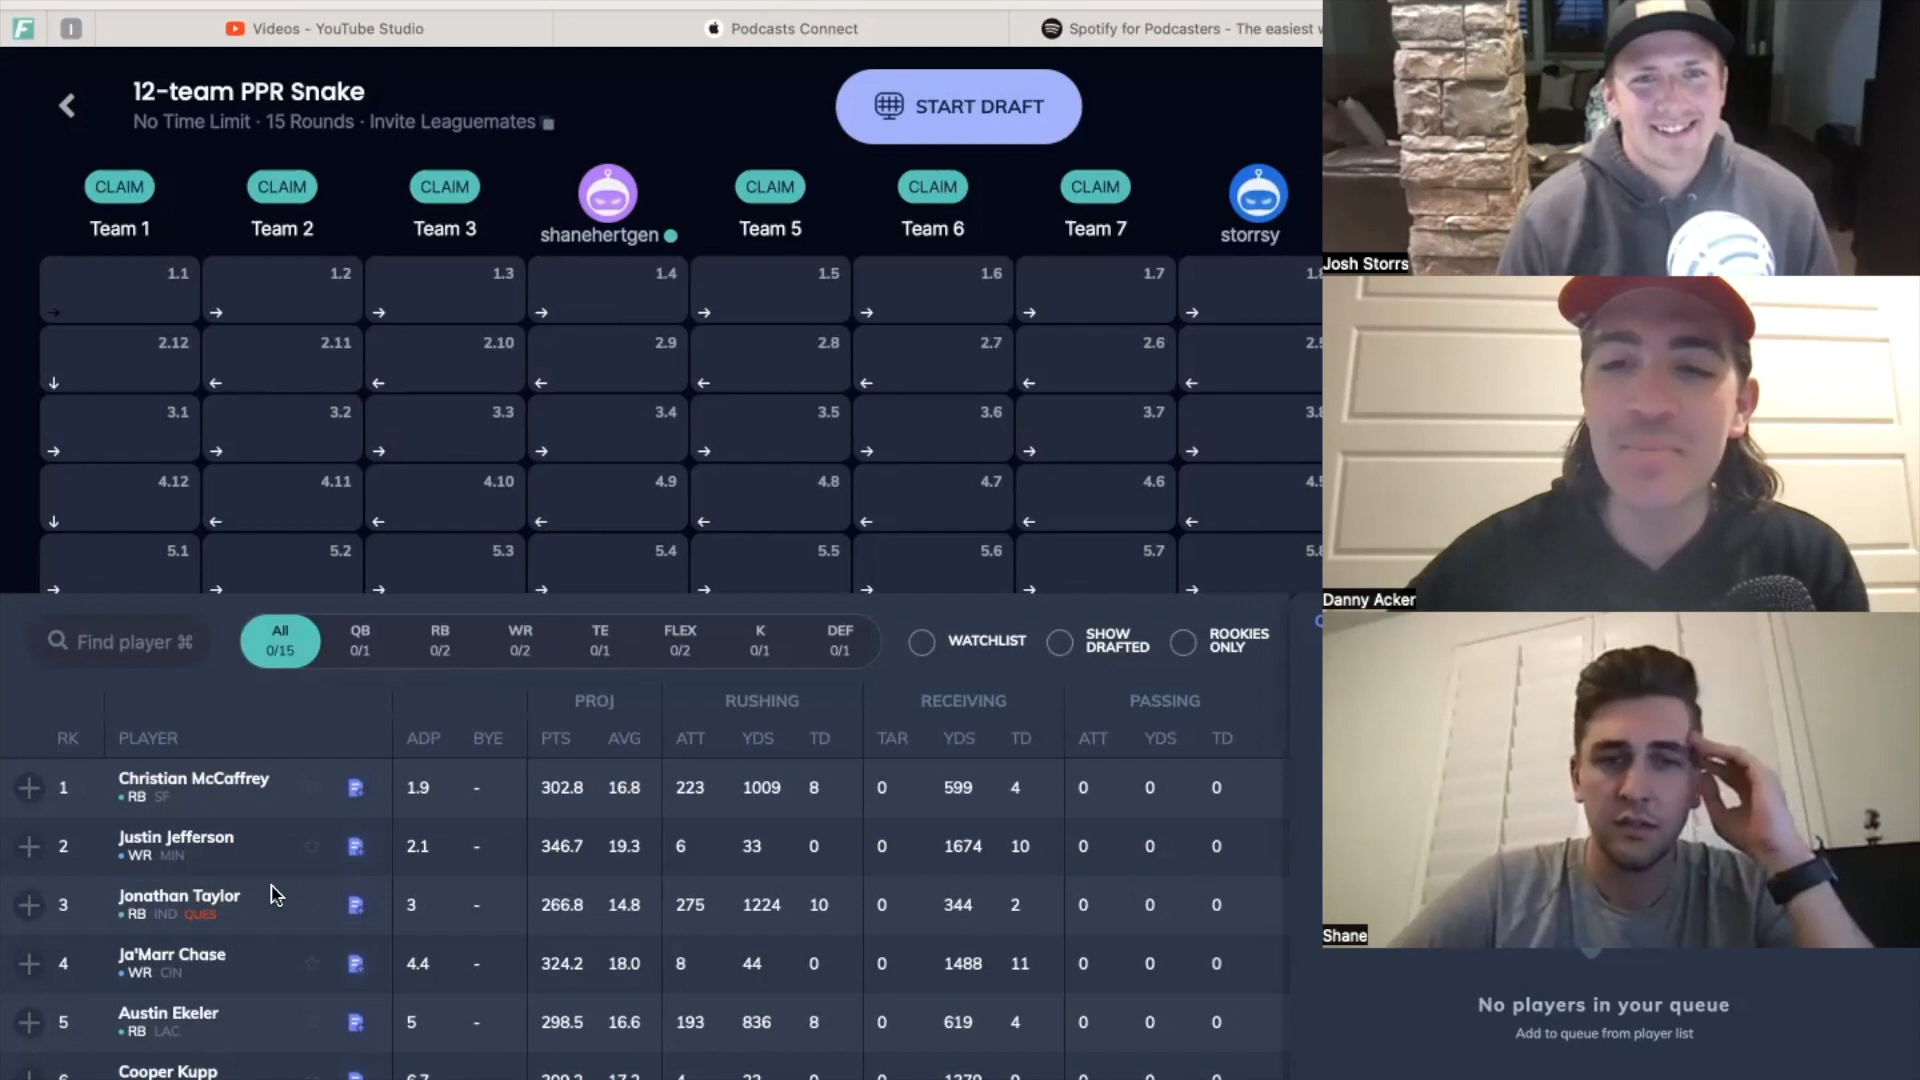 Videos - YouTube Studio
Podcasts Connect
Spotify for Podcasters - The easiest
12-team PPR Snake
No Time Limit · 15 Rounds · Invite Leaguemates
START DRAFT
CLAIM CLAIM CLAIM CLAIM CLAIM CLAIM
Team 1 Team 2 Team 3 shanehertgen Team 5 Team 6 Team 7 storrsy
1.1 1.2 1.3 1.4 1.5 1.6 1.7
2.12 2.11 2.10 2.9 2.8 2.7 2.6
3.1 3.2 3.3 3.4 3.5 3.6 3.7
4.12 4.11 4.10 4.9 4.8 4.7 4.6
5.1 5.2 5.3 5.4 5.5 5.6 5.7
Find player ⌘
All QB RB WR TE FLEX K DEF
0/15 0/1 0/2 0/2 0/1 0/2 0/1 0/1
WATCHLIST
SHOW DRAFTED
ROOKIES ONLY
PROJ RUSHING RECEIVING PASSING
RK PLAYER ADP BYE PTS AVG ATT YDS TD TAR YDS TD ATT YDS TD
1 Christian McCaffrey 1.9 - 302.8 16.8 223 1009 8 0 599 4 0 0 0
RB SF
2 Justin Jefferson 2.1 - 346.7 19.3 6 33 0 0 1674 10 0 0 0
WR MIN
3 Jonathan Taylor 3 - 266.8 14.8 275 1224 10 0 344 2 0 0 0
RB IND QUES
4 Ja'Marr Chase 4.4 - 324.2 18.0 8 44 0 0 1488 11 0 0 0
WR CIN
5 Austin Ekeler 5 - 298.5 16.6 193 836 8 0 619 4 0 0 0
RB LAC
Cooper Kupp
Josh Storrs
Danny Acker
Shane
No players in your queue
Add to queue from player list